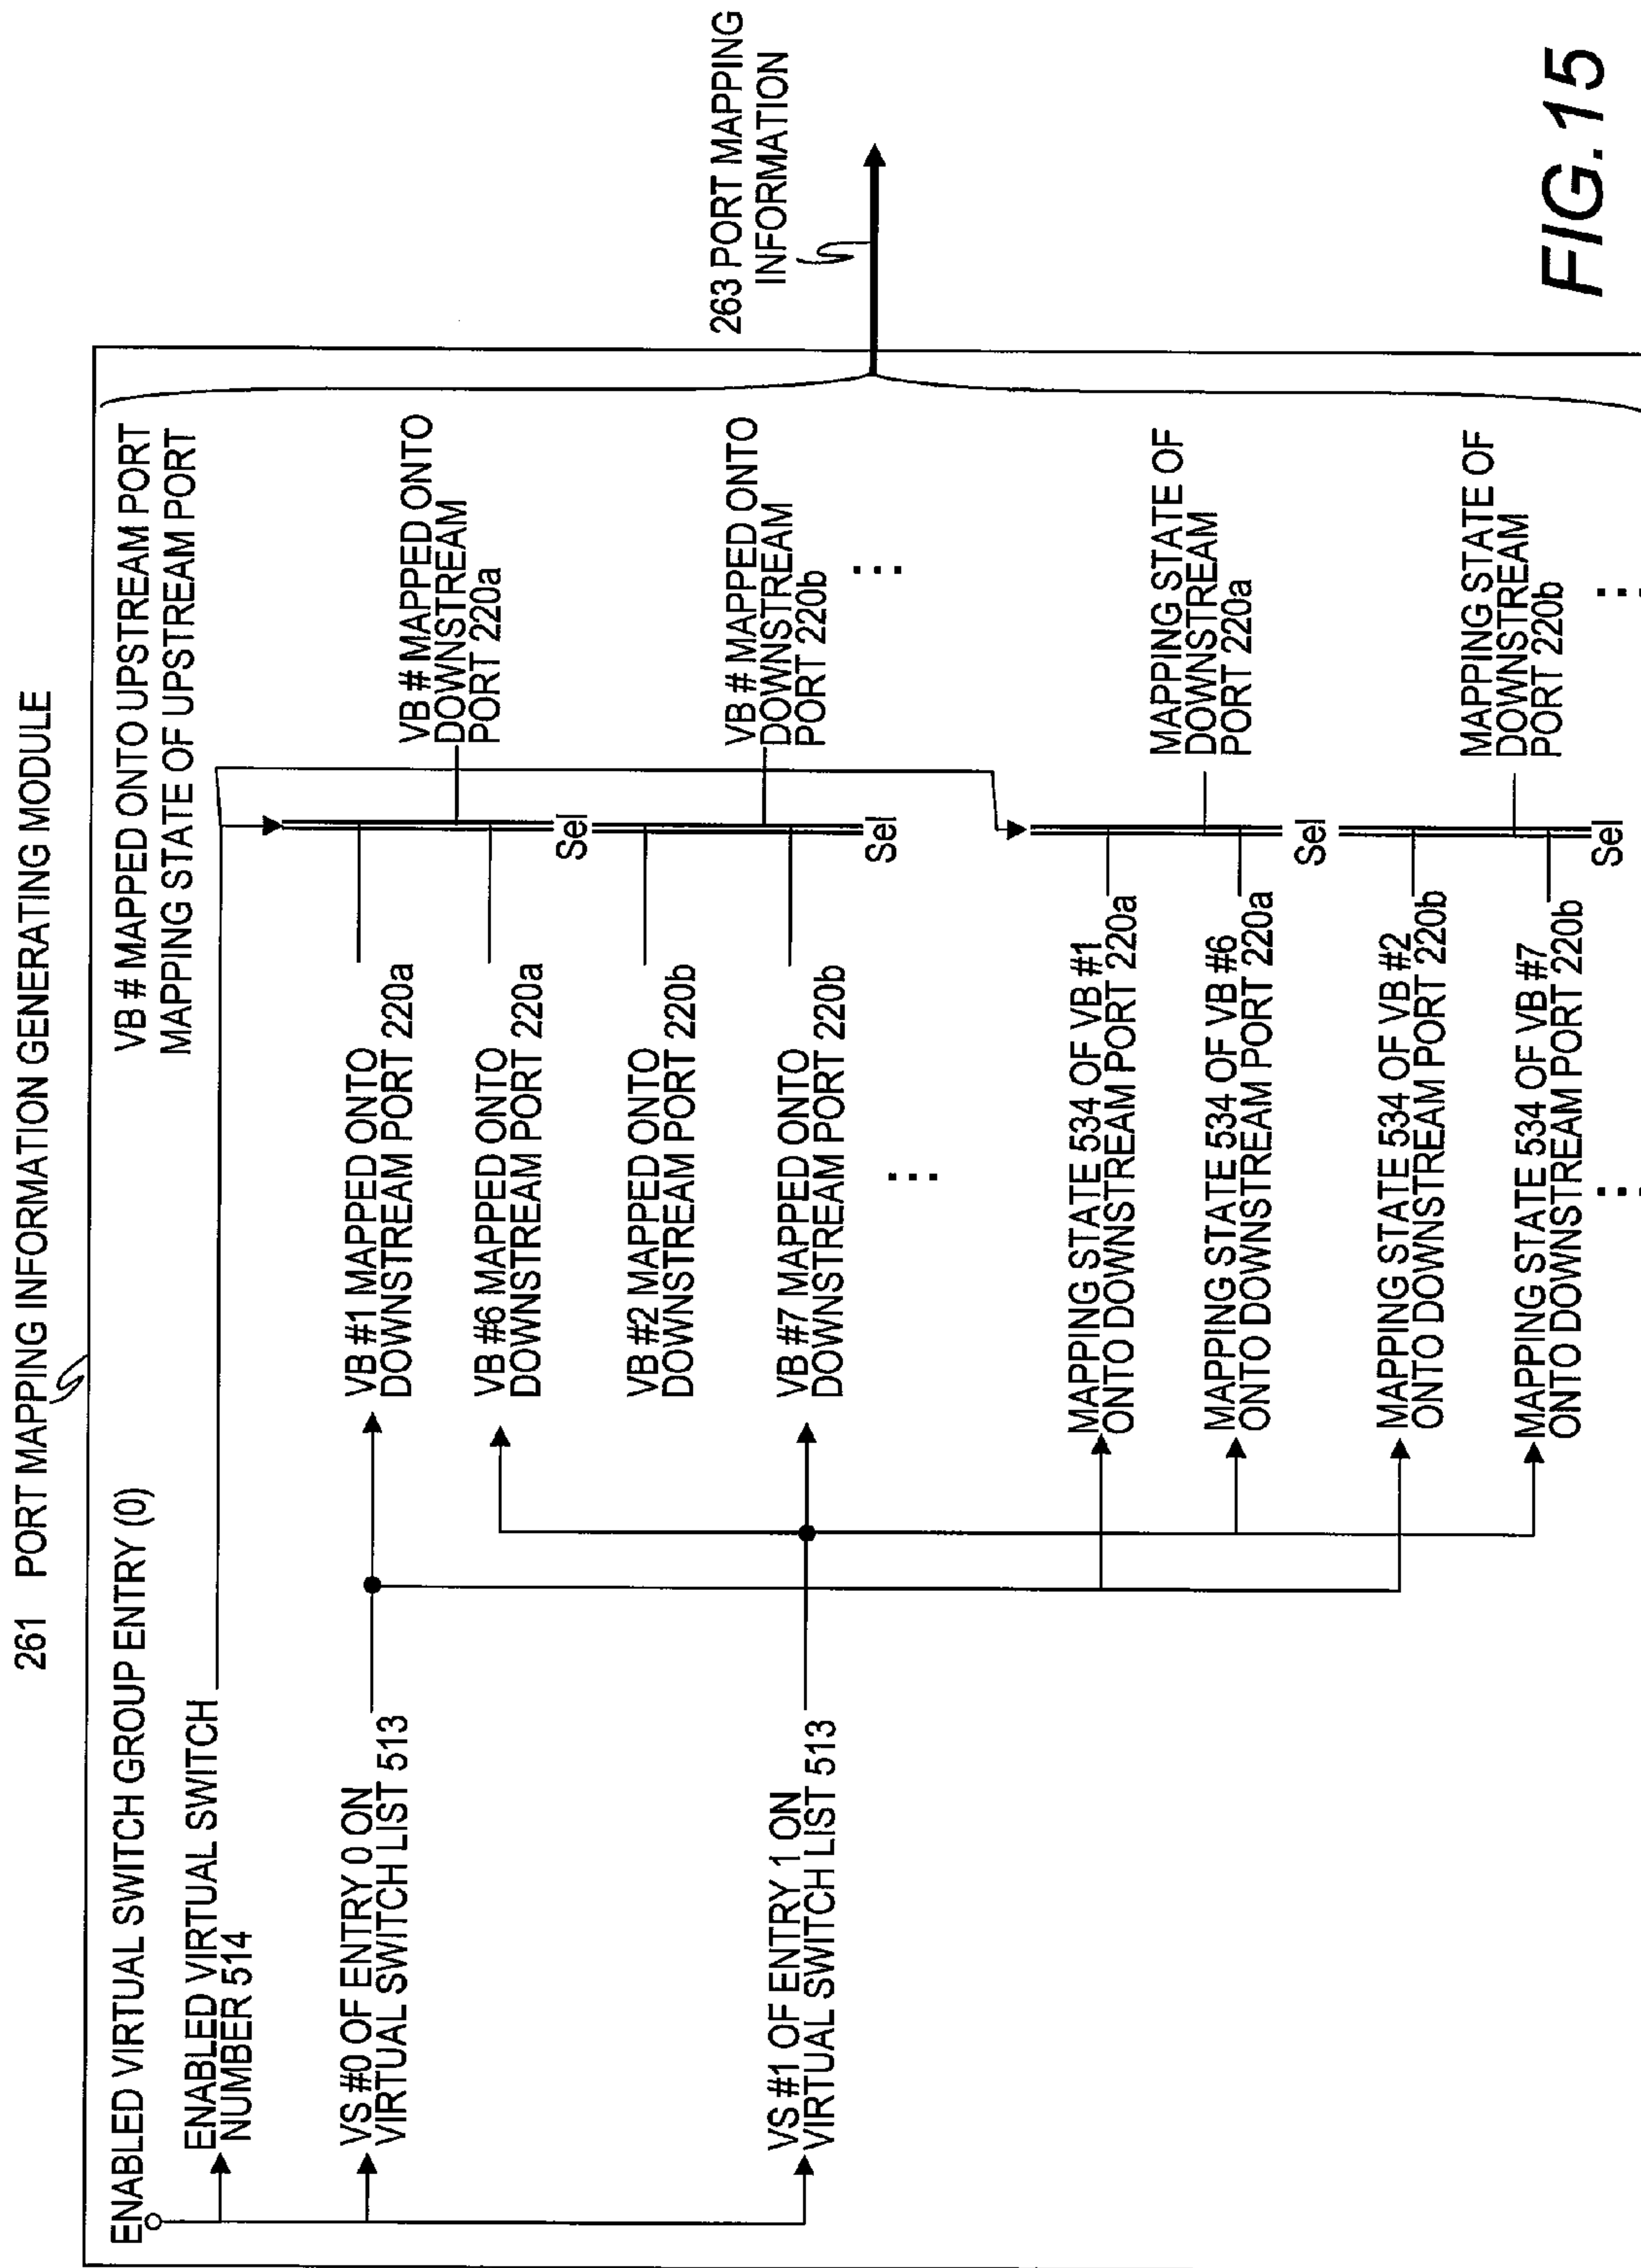 261 PORT MAPPING INFORMATION GENERATING MODULE
ENABLED VIRTUAL SWITCH GROUP ENTRY (0)
ENABLED VIRTUAL SWITCH
NUMBER 514
VS #0 OF ENTRY 0 ON
VIRTUAL SWITCH LIST 513
VS #1 OF ENTRY 1 ON
VIRTUAL SWITCH LIST 513
VB #1 MAPPED ONTO
DOWNSTREAM PORT 220a
VB #6 MAPPED ONTO
DOWNSTREAM PORT 220a
VB #2 MAPPED ONTO
DOWNSTREAM PORT 220b
VB #7 MAPPED ONTO
DOWNSTREAM PORT 220b
...
MAPPING STATE 534 OF VB #1
ONTO DOWNSTREAM PORT 220a
MAPPING STATE 534 OF VB #6
ONTO DOWNSTREAM PORT 220a
MAPPING STATE 534 OF VB #2
ONTO DOWNSTREAM PORT 220b
MAPPING STATE 534 OF VB #7
ONTO DOWNSTREAM PORT 220b
...
Sel
Sel
Sel
Sel
VB # MAPPED ONTO UPSTREAM PORT
MAPPING STATE OF UPSTREAM PORT
VB # MAPPED ONTO
DOWNSTREAM
PORT 220a
VB # MAPPED ONTO
DOWNSTREAM
PORT 220b
...
MAPPING STATE OF
DOWNSTREAM
PORT 220a
MAPPING STATE OF
DOWNSTREAM
PORT 220b
...
263 PORT MAPPING
INFORMATION
FIG.15